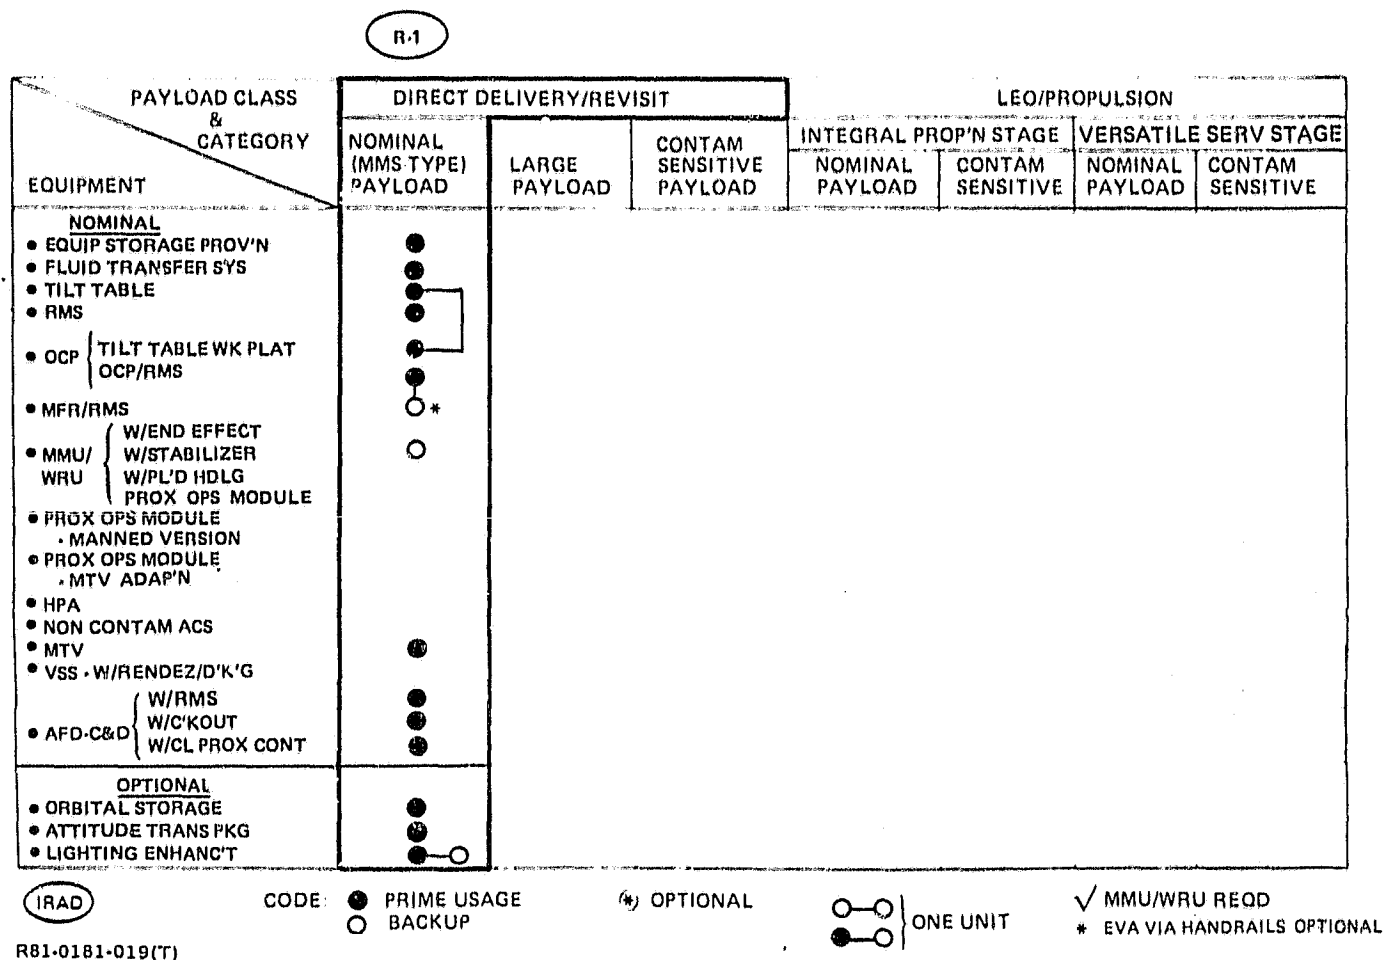 R-1
PAYLOAD CLASS
&
CATEGORY
EQUIPMENT
DIRECT DELIVERY/REVISIT
LEO/PROPULSION
NOMINAL
(MMS-TYPE)
PAYLOAD
LARGE
PAYLOAD
CONTAM
SENSITIVE
PAYLOAD
INTEGRAL PROP'N STAGE
VERSATILE SERV STAGE
NOMINAL
PAYLOAD
CONTAM
SENSITIVE
NOMINAL
PAYLOAD
CONTAM
SENSITIVE
NOMINAL
• EQUIP STORAGE PROV'N
• FLUID TRANSFER SYS
• TILT TABLE
• RMS
• OCP
TILT TABLE WK PLAT
OCP/RMS
• MFR/RMS
*
• MMU/
WRU
W/END EFFECT
W/STABILIZER
W/PL'D HDLG
PROX OPS MODULE
• PROX OPS MODULE
- MANNED VERSION
• PROX OPS MODULE
- MTV ADAP'N
• HPA
• NON CONTAM ACS
• MTV
• VSS - W/RENDEZ/D'K'G
• AFD-C&D
W/RMS
W/C'KOUT
W/CL PROX CONT
OPTIONAL
• ORBITAL STORAGE
• ATTITUDE TRANS PKG
• LIGHTING ENHANC'T
IRAD
CODE:
PRIME USAGE
BACKUP
(*) OPTIONAL
ONE UNIT
√ MMU/WRU REQD
* EVA VIA HANDRAILS OPTIONAL
R81-0181-019(T)